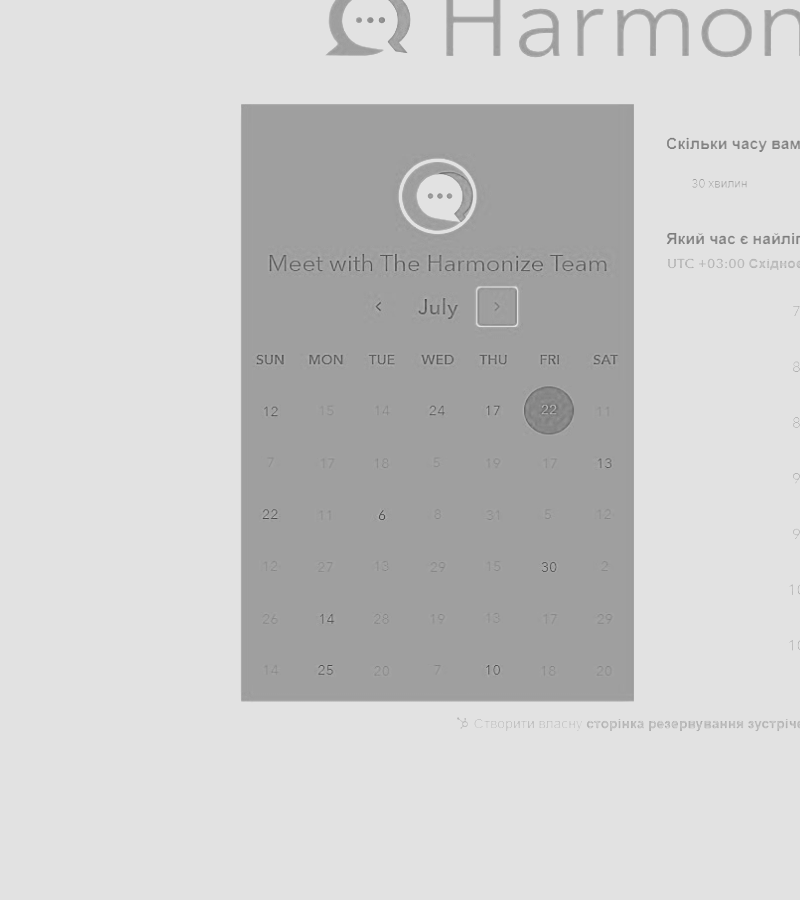 Harmon
Meet with The Harmonize Team
July
SUN MON TUE WED THU FRI SAT
12 15 14 24 17 22 11
7 17 18 5 19 17 13
22 11 6 8 31 5 12
12 27 13 29 15 30 2
26 14 28 19 13 17 29
14 25 20 7 10 18 20
Скільки часу вам
30 хвилин
Який час є найліп
UTC +03:00 Східноє
7
8
8
9
9
10
10
Створити власну сторінка резервування зустріче